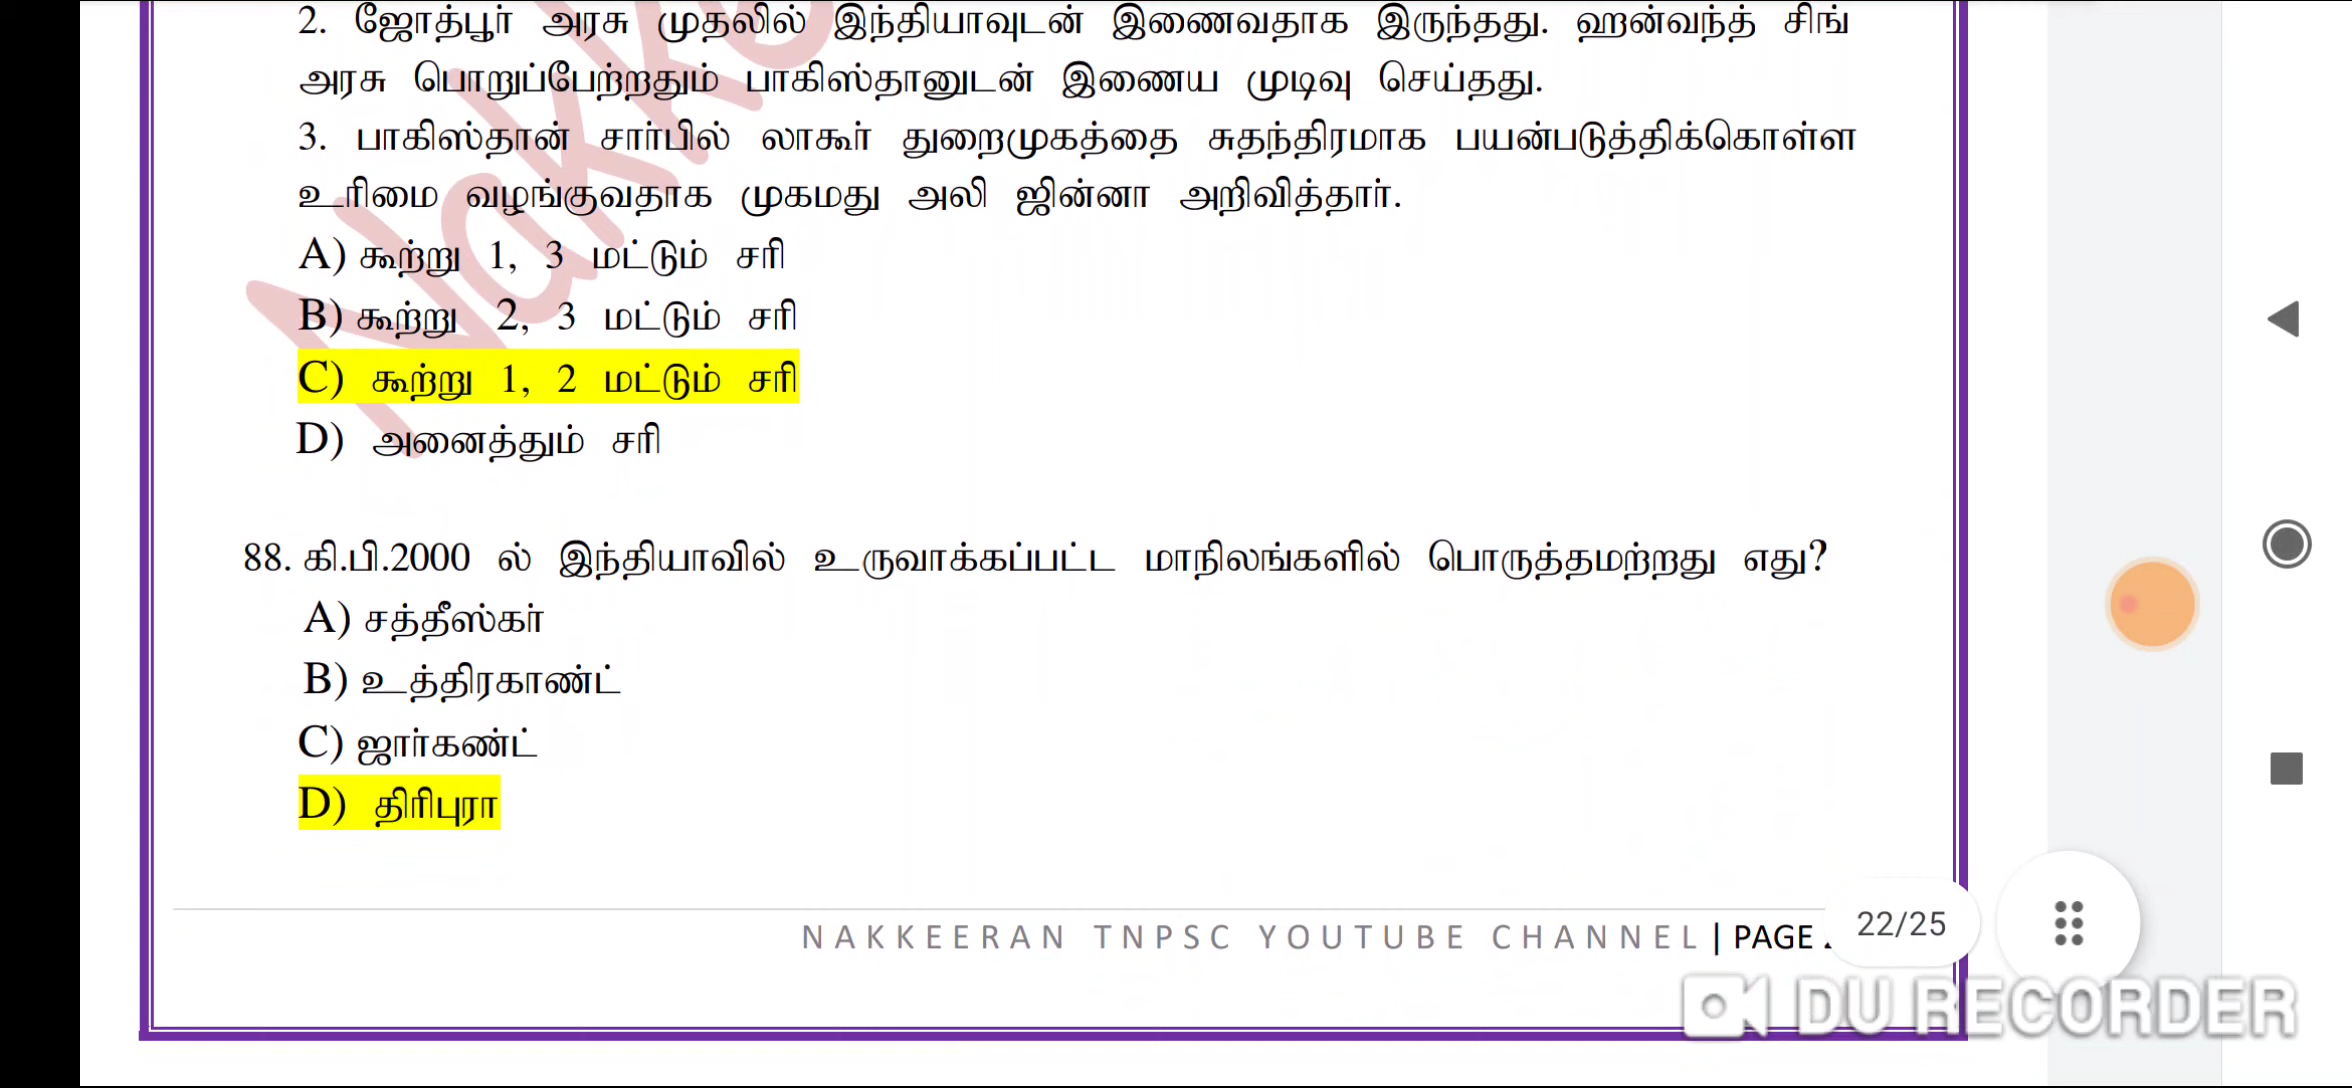 2. ஜோத்பூர் அரசு முதலில் இந்தியாவுடன் இணைவதாக இருந்தது. ஹன்வந்த் சிங்
அரசு பொறுப்பேற்றதும் பாகிஸ்தானுடன் இணைய முடிவு செய்தது.
3. பாகிஸ்தான் சார்பில் லாகூர் துறைமுகத்தை சுதந்திரமாக பயன்படுத்திக்கொள்ள
உரிமை வழங்குவதாக முகமது அலி ஜின்னா அறிவித்தார்.
A) கூற்று 1, 3 மட்டும் சரி
B) கூற்று 2, 3 மட்டும் சரி
C) கூற்று 1, 2 மட்டும் சரி
D) அனைத்தும் சரி
88. கி.பி.2000 ல் இந்தியாவில் உருவாக்கப்பட்ட மாநிலங்களில் பொருத்தமற்றது எது?
A) சத்தீஸ்கர்
B) உத்திரகாண்ட்
C) ஜார்கண்ட்
D) திரிபுரா
NAKKEERAN TNPSC YOUTUBE CHANNEL | PAGE
22/25
DU RECORDER